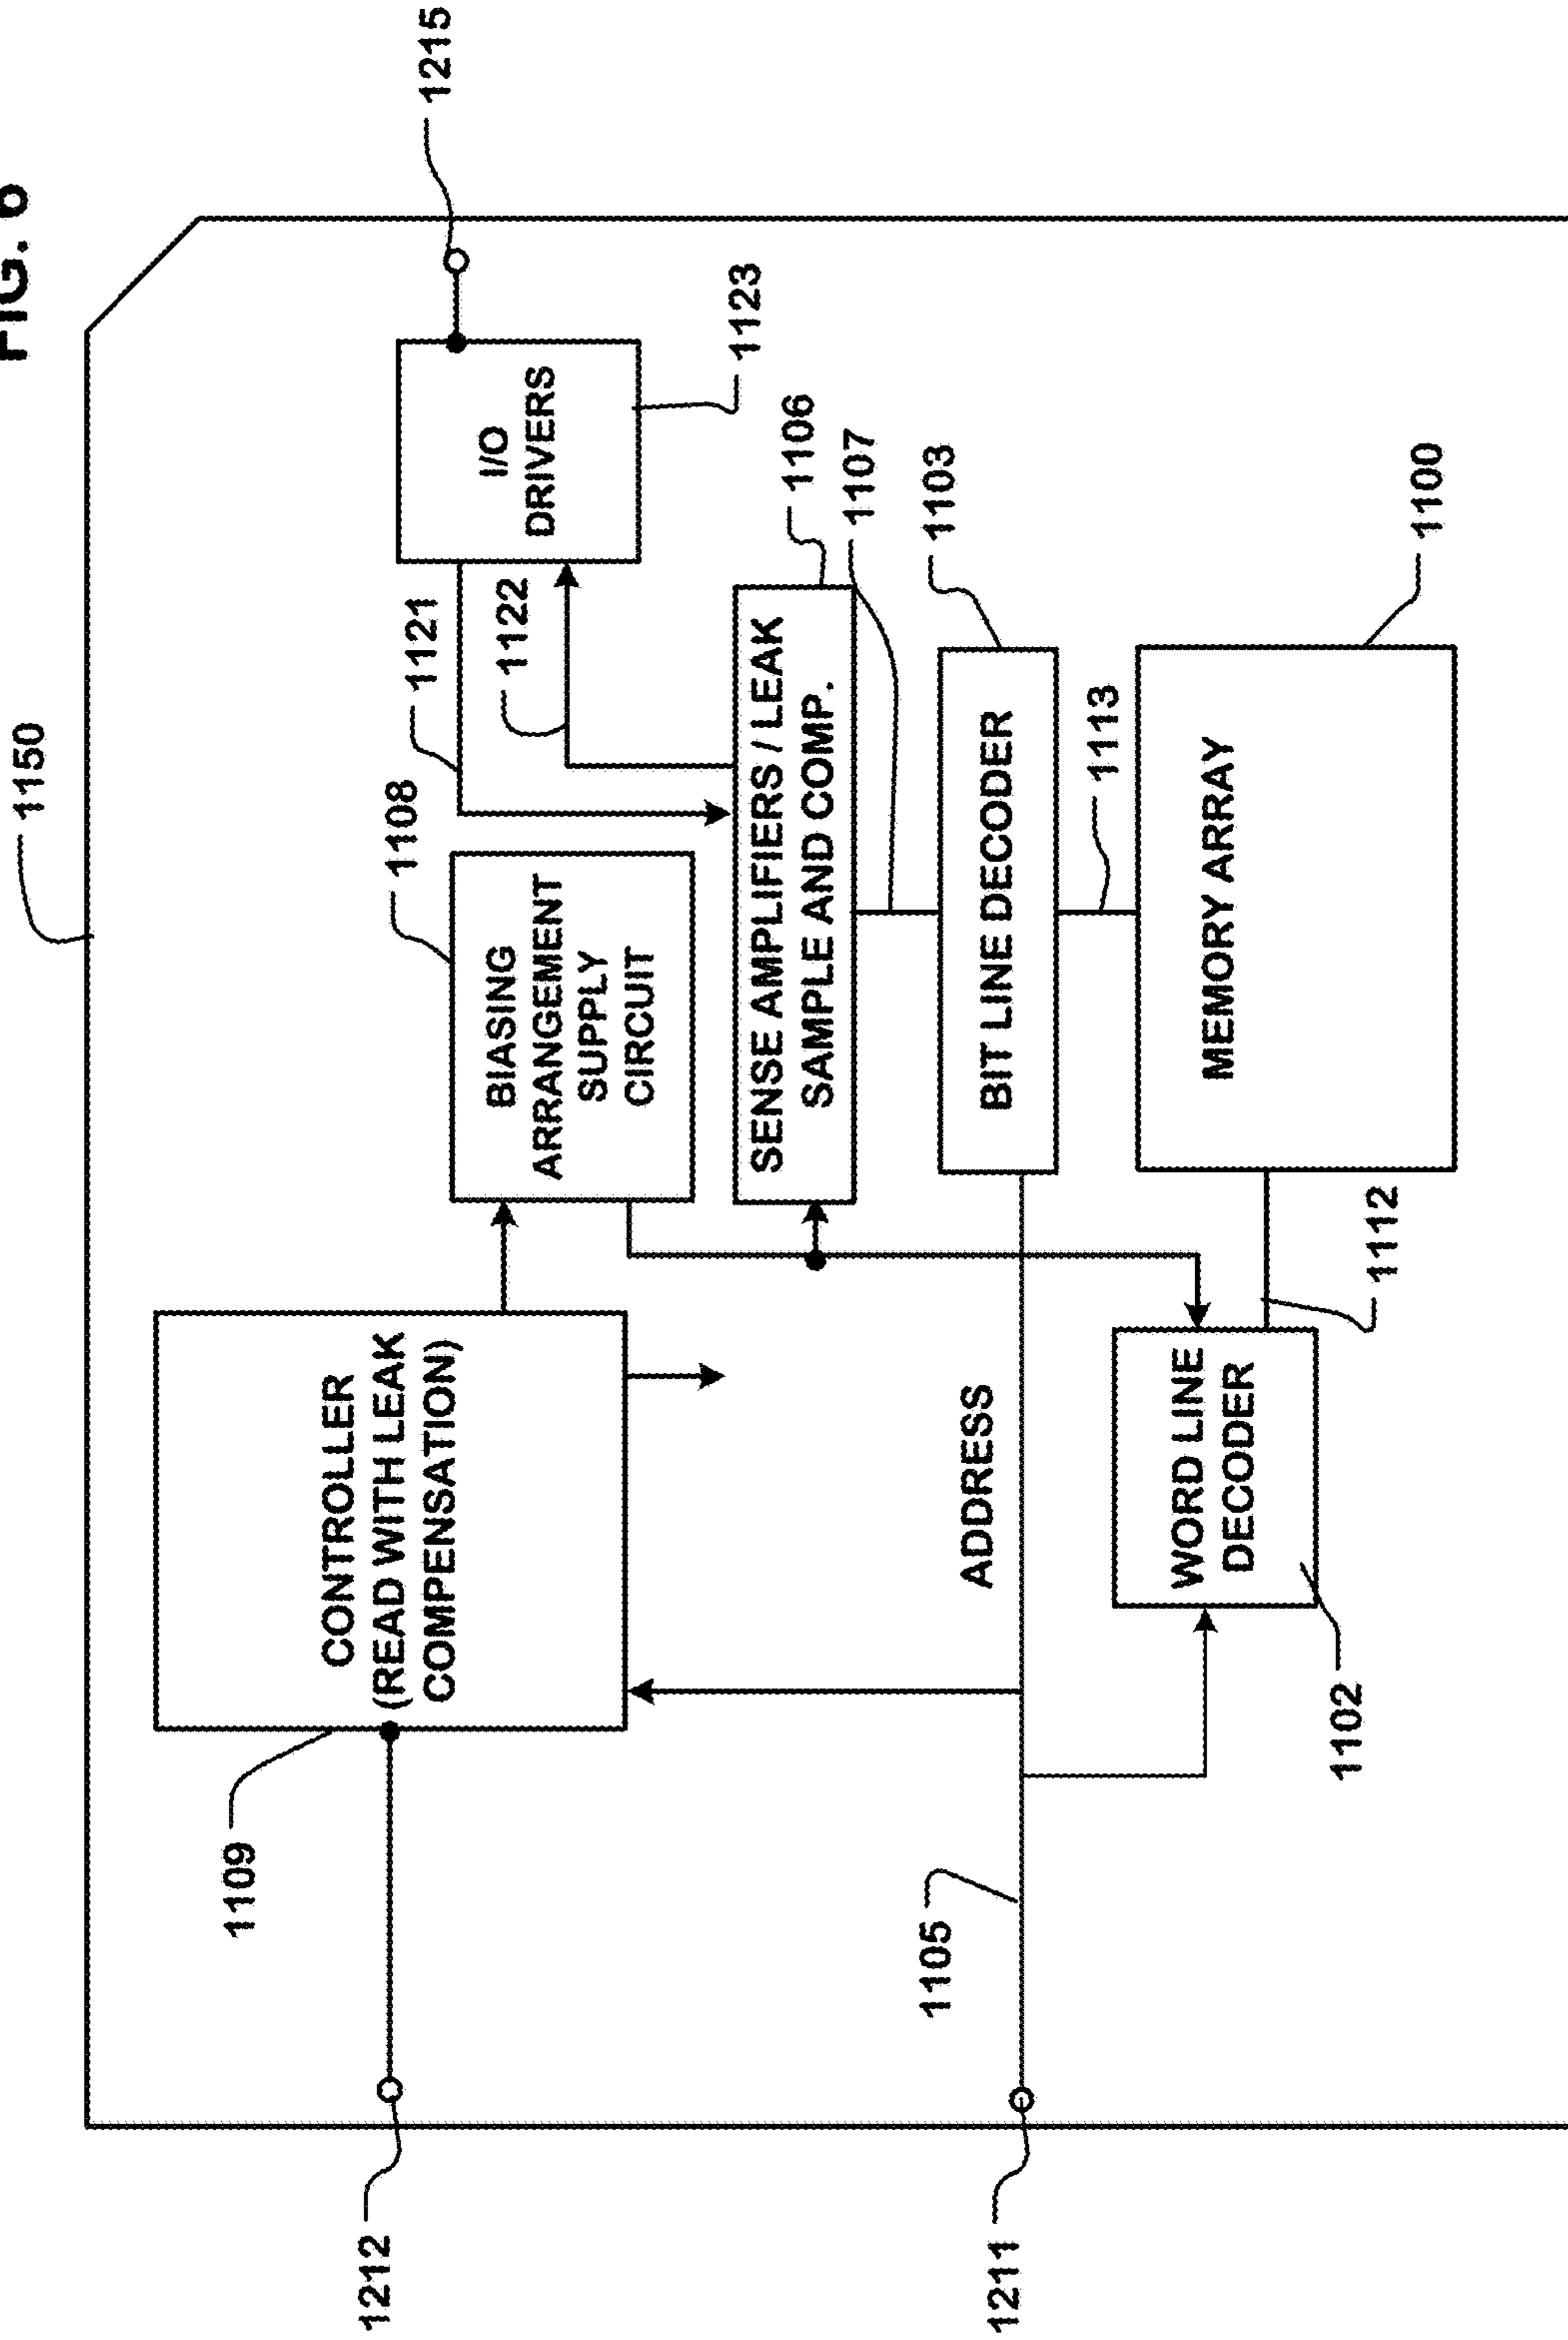 FIG. 6
1150
1109
CONTROLLER
(READ WITH LEAK
COMPENSATION)
1212
1108
1121
1215
I/O
DRIVERS
1122
BIASING
ARRANGEMENT
SUPPLY
CIRCUIT
1123
SENSE AMPLIFIERS / LEAK
SAMPLE AND COMP.
1106
1107
1105
1103
ADDRESS
BIT LINE DECODER
1211
1113
WORD LINE
DECODER
MEMORY ARRAY
1102
1112
1100